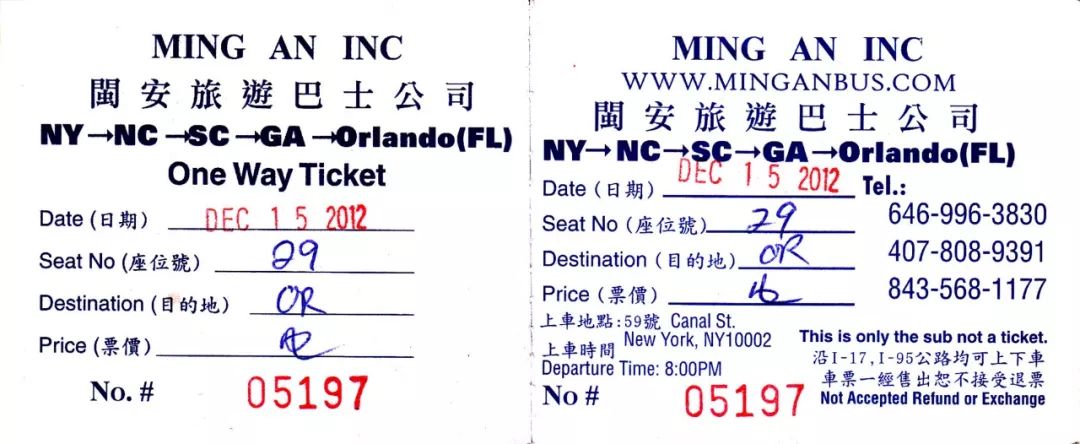 MING AN INC
閩安旅遊巴士公司
NY→NC→SC→GA→Orlando(FL)
One Way Ticket
Date (日期) DEC 15 2012
Seat No (座位號) 29
Destination (目的地) OR
Price (票價)
No. # 05197
MING AN INC
WWW.MINGANBUS.COM
閩安旅遊巴士公司
NY→NC→SC→GA→Orlando(FL)
Date (日期) DEC 15 2012 Tel.:
Seat No (座位號) 29 646-996-3830
Destination (目的地) OR 407-808-9391
Price (票價) 843-568-1177
上車地點:59號 Canal St.
New York, NY10002
上車時間
Departure Time: 8:00PM
This is only the sub not a ticket.
沿I-17,I-95公路均可上下車
車票一經售出恕不接受退票
Not Accepted Refund or Exchange
No # 05197